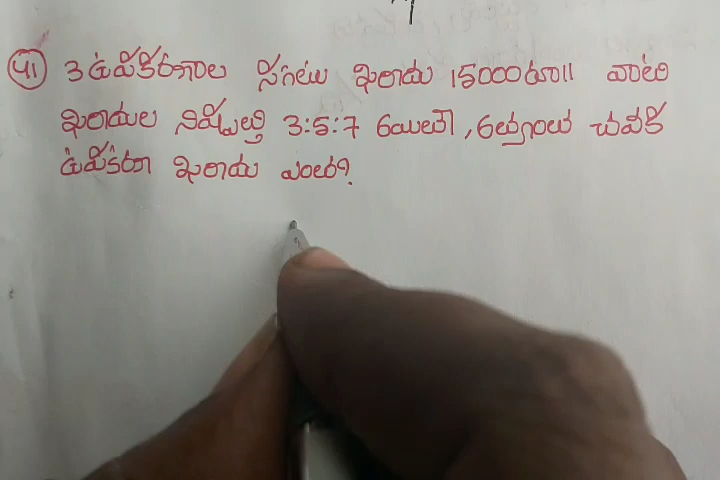 41 3 ఉపకరణాల సగటు ఖరీదు 15000రూ॥ వాటి
ఖరీదుల నిష్పత్తి 3:5:7 అయితే, అత్యంత చవకి
ఉపకరణ ఖరీదు ఎంత?